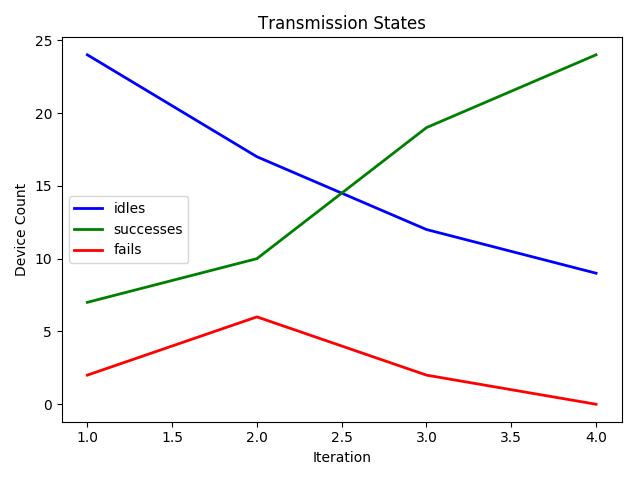 Transmission States
25
20
15
10
5
0
Device Count
idles
successes
fails
1.0 1.5 2.0 2.5 3.0 3.5 4.0
Iteration